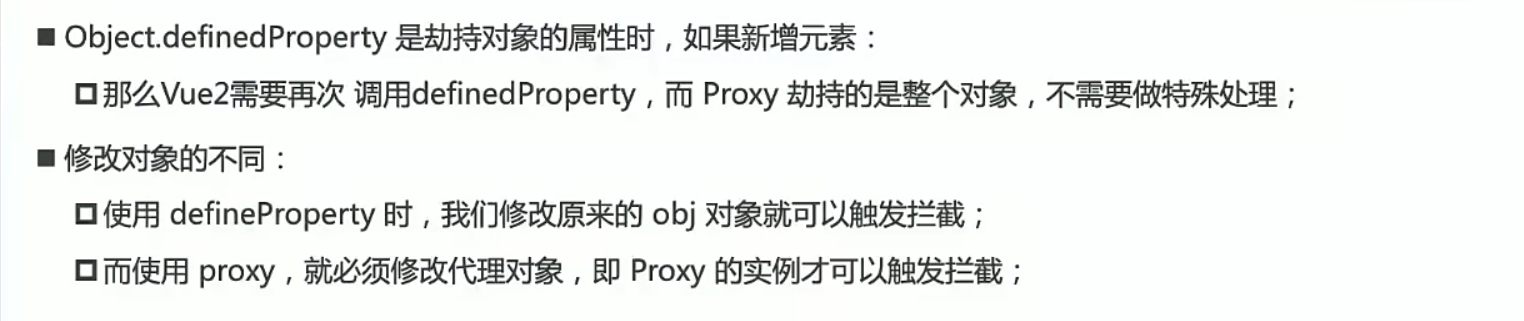 ■ Object.definedProperty 是劫持对象的属性时，如果新增元素：
那么Vue2需要再次 调用definedProperty，而 Proxy 劫持的是整个对象，不需要做特殊处理；
■ 修改对象的不同：
使用 defineProperty 时，我们修改原来的 obj 对象就可以触发拦截；
而使用 proxy，就必须修改代理对象，即 Proxy 的实例才可以触发拦截；